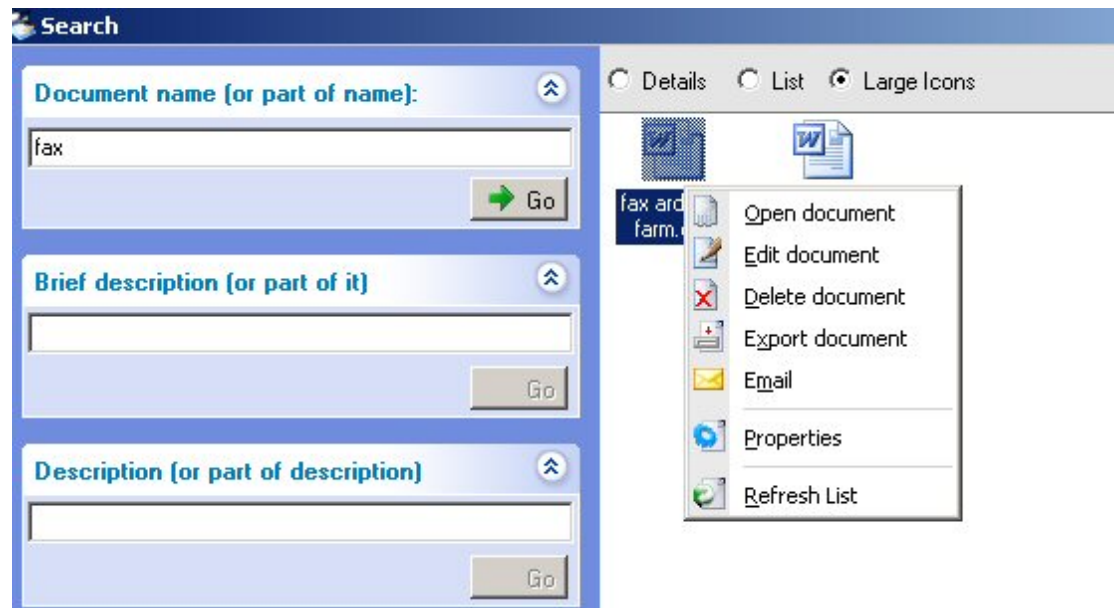 Search
Document name (or part of name):
fax
Go
Brief description (or part of it)
Go
Description (or part of description)
Go
Details List Large Icons
fax
farm.
Open document
Edit document
Delete document
Export document
Email
Properties
Refresh List